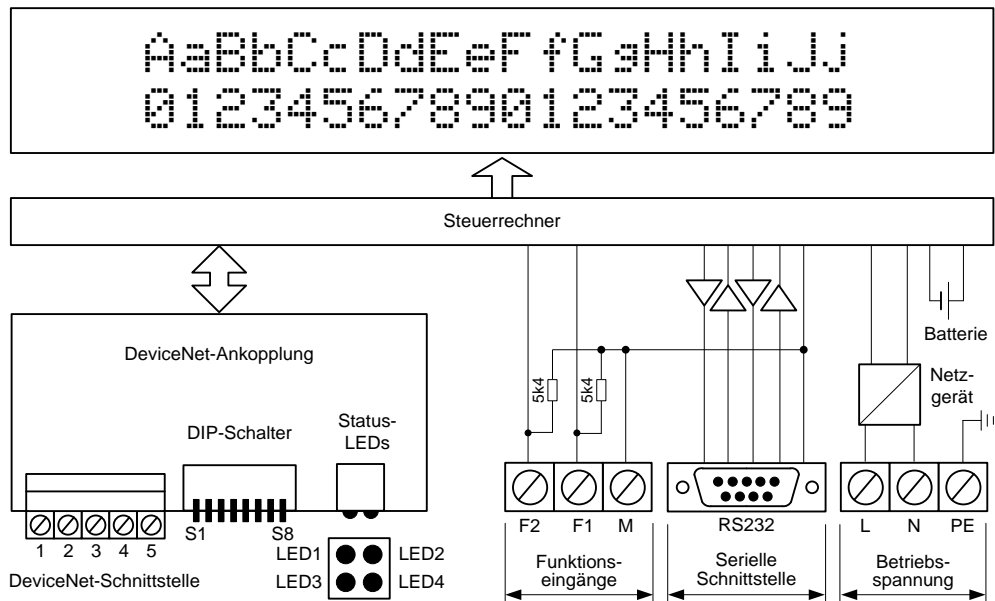 AaBbCcDdEeFfGgHhIiJj
01234567890123456789
Steuerrechner
DeviceNet-Ankopplung
DIP-Schalter
Status-
LEDs
S1 S8
1 2 3 4 5
DeviceNet-Schnittstelle
LED1 LED2
LED3 LED4
5k4 5k4
F2 F1 M
Funktions-
eingänge
RS232
Serielle
Schnittstelle
Batterie
Netz-
gerät
L N PE
Betriebs-
spannung